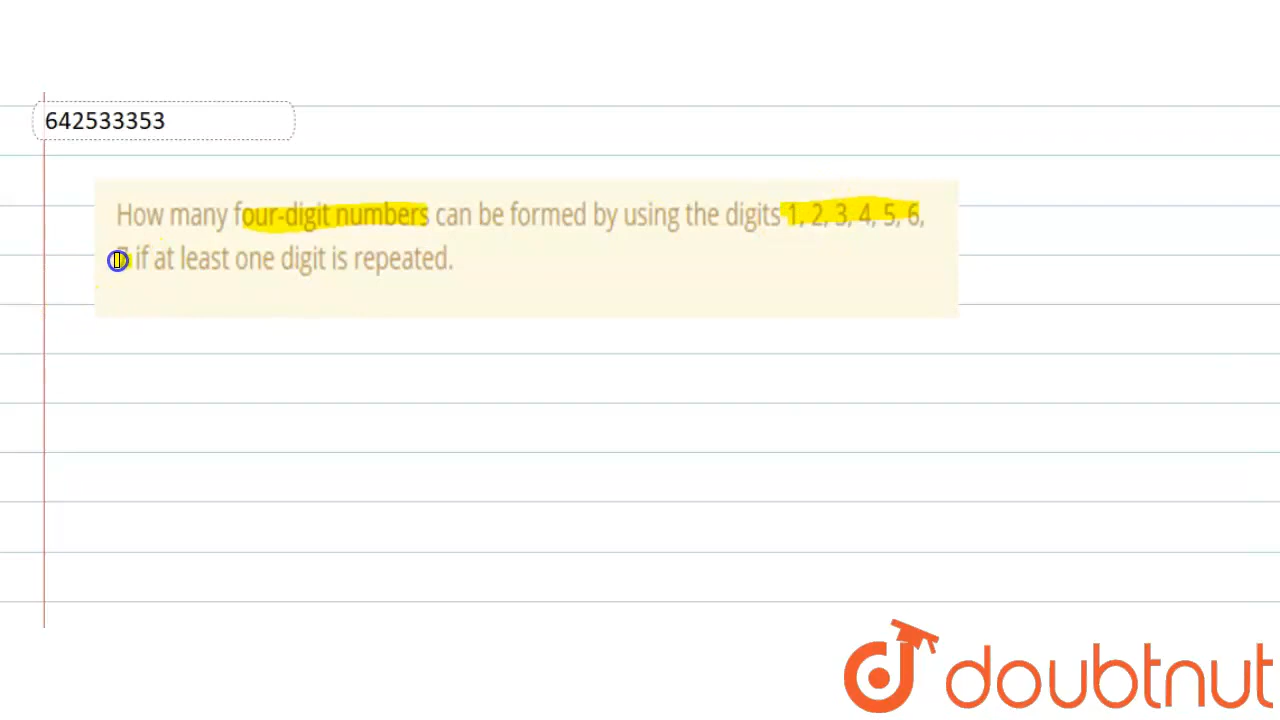 642533353
How many four-digit numbers can be formed by using the digits 1, 2, 3, 4, 5, 6,
7 if at least one digit is repeated.
doubtnut